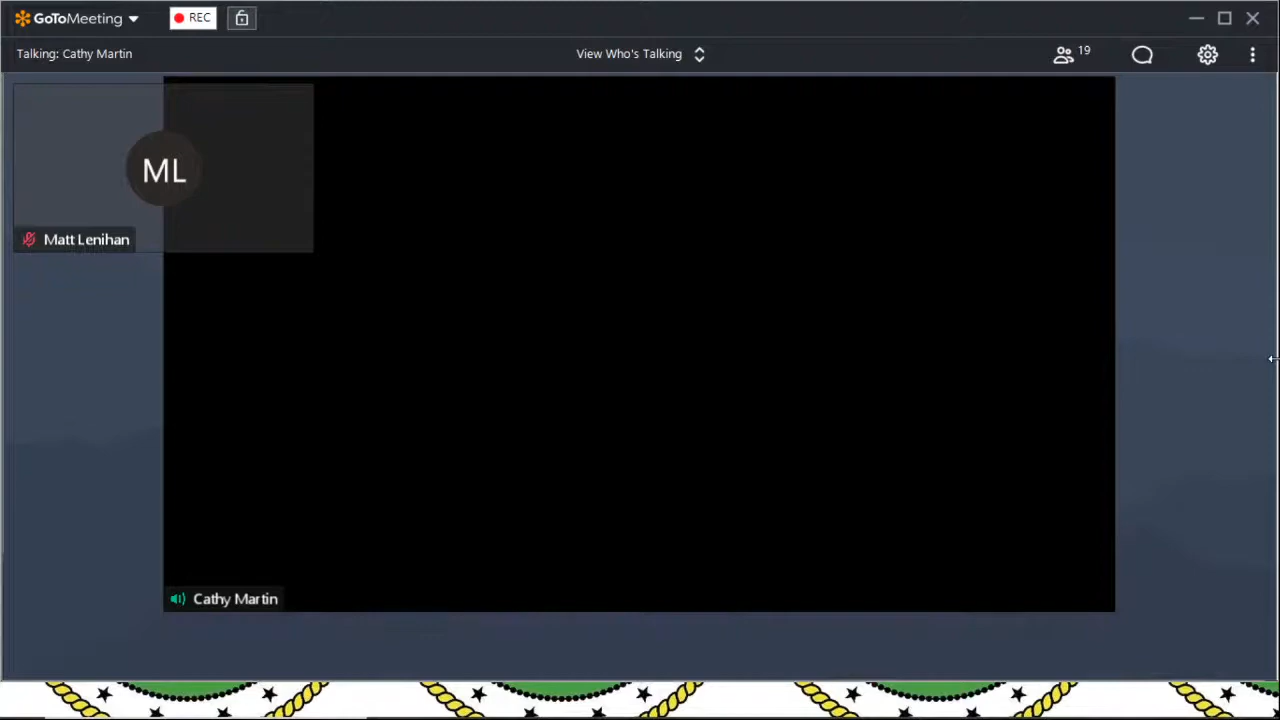 GoToMeeting
REC
Talking: Cathy Martin
View Who's Talking
19
ML
Matt Lenihan
Cathy Martin